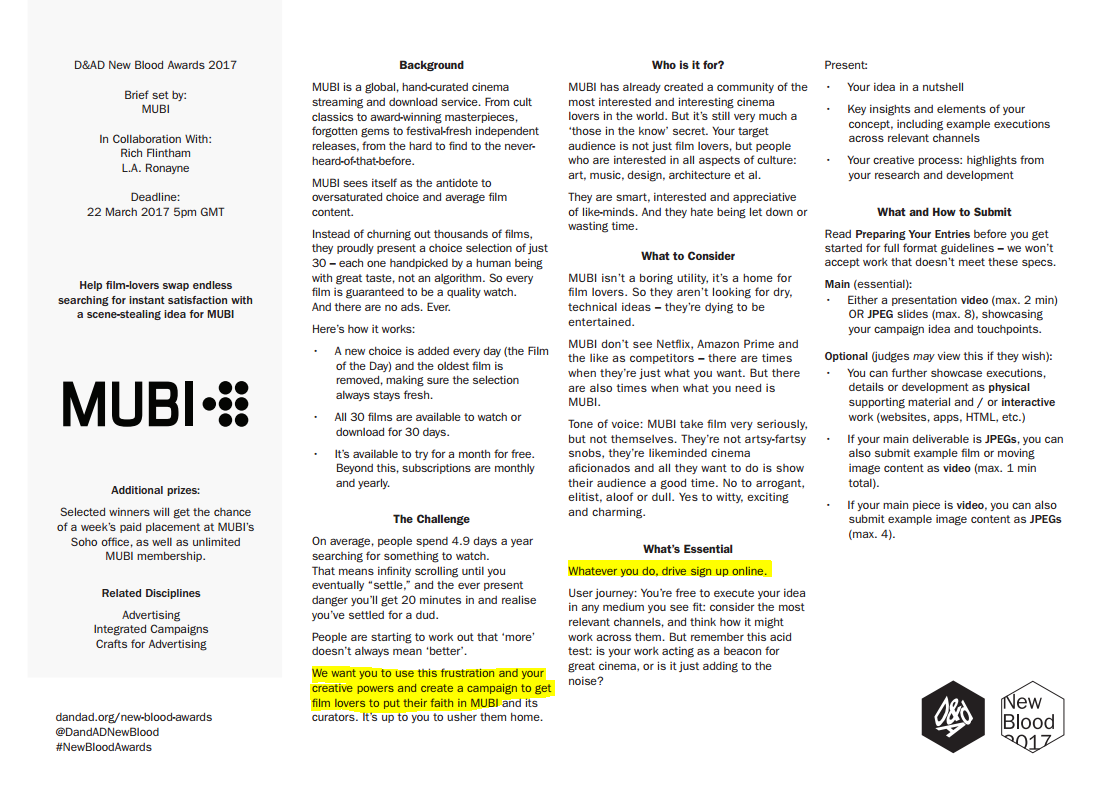 D&AD New Blood Awards 2017
Brief set by:
MUBI
In Collaboration With:
Rich Flintham
L.A. Ronayne
Deadline:
22 March 2017 5pm GMT
Help film-lovers swap endless
searching for instant satisfaction with
a scene-stealing idea for MUBI
MUBI
Additional prizes:
Selected winners will get the chance
of a week's paid placement at MUBI's
Soho office, as well as unlimited
MUBI membership.
Related Disciplines
Advertising
Integrated Campaigns
Crafts for Advertising
dandad.org/new-blood-awards
@DandADNewBlood
#NewBloodAwards
Background
MUBI is a global, hand-curated cinema
streaming and download service. From cult
classics to award-winning masterpieces,
forgotten gems to festival-fresh independent
releases, from the hard to find to the never-
heard-of-that-before.
MUBI sees itself as the antidote to
oversaturated choice and average film
content.
Instead of churning out thousands of films,
they proudly present a choice selection of just
30 – each one handpicked by a human being
with great taste, not an algorithm. So every
film is guaranteed to be a quality watch.
And there are no ads. Ever.
Here's how it works:
· A new choice is added every day (the Film
of the Day) and the oldest film is
removed, making sure the selection
always stays fresh.
· All 30 films are available to watch or
download for 30 days.
· It's available to try for a month for free.
Beyond this, subscriptions are monthly
and yearly.
The Challenge
On average, people spend 4.9 days a year
searching for something to watch.
That means infinity scrolling until you
eventually “settle,” and the ever present
danger you'll get 20 minutes in and realise
you've settled for a dud.
People are starting to work out that ‘more’
doesn't always mean ‘better’.
We want you to use this frustration and your
creative powers and create a campaign to get
film lovers to put their faith in MUBI and its
curators. It's up to you to usher them home.
Who is it for?
MUBI has already created a community of the
most interested and interesting cinema
lovers in the world. But it's still very much a
‘those in the know’ secret. Your target
audience is not just film lovers, but people
who are interested in all aspects of culture:
art, music, design, architecture et al.
They are smart, interested and appreciative
of like-minds. And they hate being let down or
wasting time.
What to Consider
MUBI isn't a boring utility, it's a home for
film lovers. So they aren't looking for dry,
technical ideas – they're dying to be
entertained.
MUBI don't see Netflix, Amazon Prime and
the like as competitors – there are times
when they're just what you want. But there
are also times when what you need is
MUBI.
Tone of voice: MUBI take film very seriously,
but not themselves. They're not artsy-fartsy
snobs, they're likeminded cinema
aficionados and all they want to do is show
their audience a good time. No to arrogant,
elitist, aloof or dull. Yes to witty, exciting
and charming.
What's Essential
Whatever you do, drive sign up online.
User journey: You're free to execute your idea
in any medium you see fit: consider the most
relevant channels, and think how it might
work across them. But remember this acid
test: is your work acting as a beacon for
great cinema, or is it just adding to the
noise?
Present:
· Your idea in a nutshell
· Key insights and elements of your
concept, including example executions
across relevant channels
· Your creative process: highlights from
your research and development
What and How to Submit
Read Preparing Your Entries before you get
started for full format guidelines – we won't
accept work that doesn't meet these specs.
Main (essential):
· Either a presentation video (max. 2 min)
OR JPEG slides (max. 8), showcasing
your campaign idea and touchpoints.
Optional (judges may view this if they wish):
· You can further showcase executions,
details or development as physical
supporting material and / or interactive
work (websites, apps, HTML, etc.)
· If your main deliverable is JPEGs, you can
also submit example film or moving
image content as video (max. 1 min
total).
· If your main piece is video, you can also
submit example image content as JPEGs
(max. 4).
D&AD
New
Blood
2017